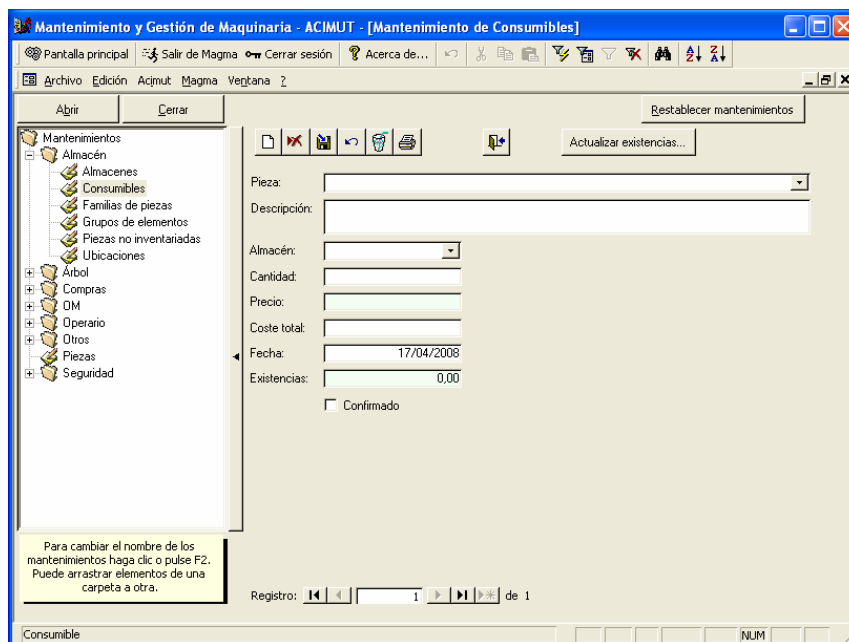 Mantenimiento y Gestión de Maquinaria - ACIMUT - [Mantenimiento de Consumibles]
Pantalla principal Salir de Magma Cerrar sesión Acerca de...
Archivo Edición Acimut Magma Ventana ?
Abrir Cerrar Restablecer mantenimientos
Mantenimientos
Almacén
Almacenes
Consumibles
Familias de piezas
Grupos de elementos
Piezas no inventariadas
Ubicaciones
Árbol
Compras
OM
Operario
Otros
Piezas
Seguridad
Para cambiar el nombre de los
mantenimientos haga clic o pulse F2.
Puede arrastrar elementos de una
carpeta a otra.
Actualizar existencias...
Pieza:
Descripción:
Almacén:
Cantidad:
Precio:
Coste total:
Fecha: 17/04/2008
Existencias: 0,00
Confirmado
Registro: 1 de 1
Consumible NUM